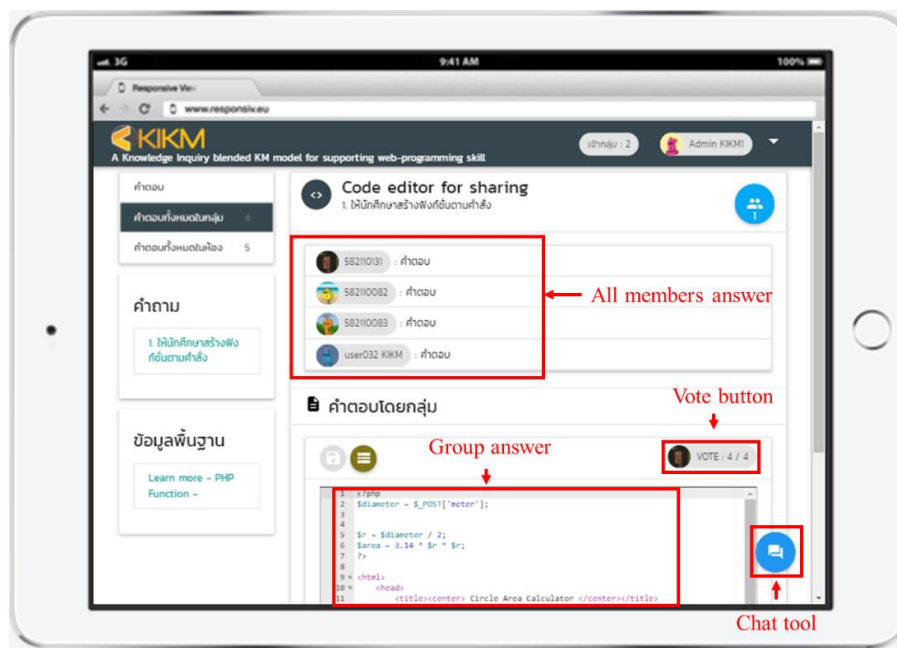 3G 9:41 AM 100%
Responsive Vie
www.responsiv.eu
KIKM
A Knowledge Inquiry blended KM model for supporting web-programming skill
เข้ากลุ่ม : 2
Admin KIKM1
คำตอบ
คำตอบทั้งหมดในกลุ่ม 4
คำตอบทั้งหมดในห้อง 5
คำถาม
1. ให้นักศึกษาสร้างฟัง
ก์ชั่นตามคำสั่ง
ข้อมูลพื้นฐาน
Learn more - PHP
Function -
Code editor for sharing
1. ให้นักศึกษาสร้างฟังก์ชั่นตามคำสั่ง
1
582110131 : คำตอบ
582110082 : คำตอบ
582110083 : คำตอบ
user032 KIKM : คำตอบ
All members answer
คำตอบโดยกลุ่ม
Vote button
Group answer
VOTE : 4 / 4
1 <?php
2 $diameter = $_POST['meter'];
3
4
5 $r = $diameter / 2;
6 $area = 3.14 * $r * $r;
7 ?>
8
9 <html>
10 <head>
11 <title><center> Circle Area Calculator </center></title>
Chat tool